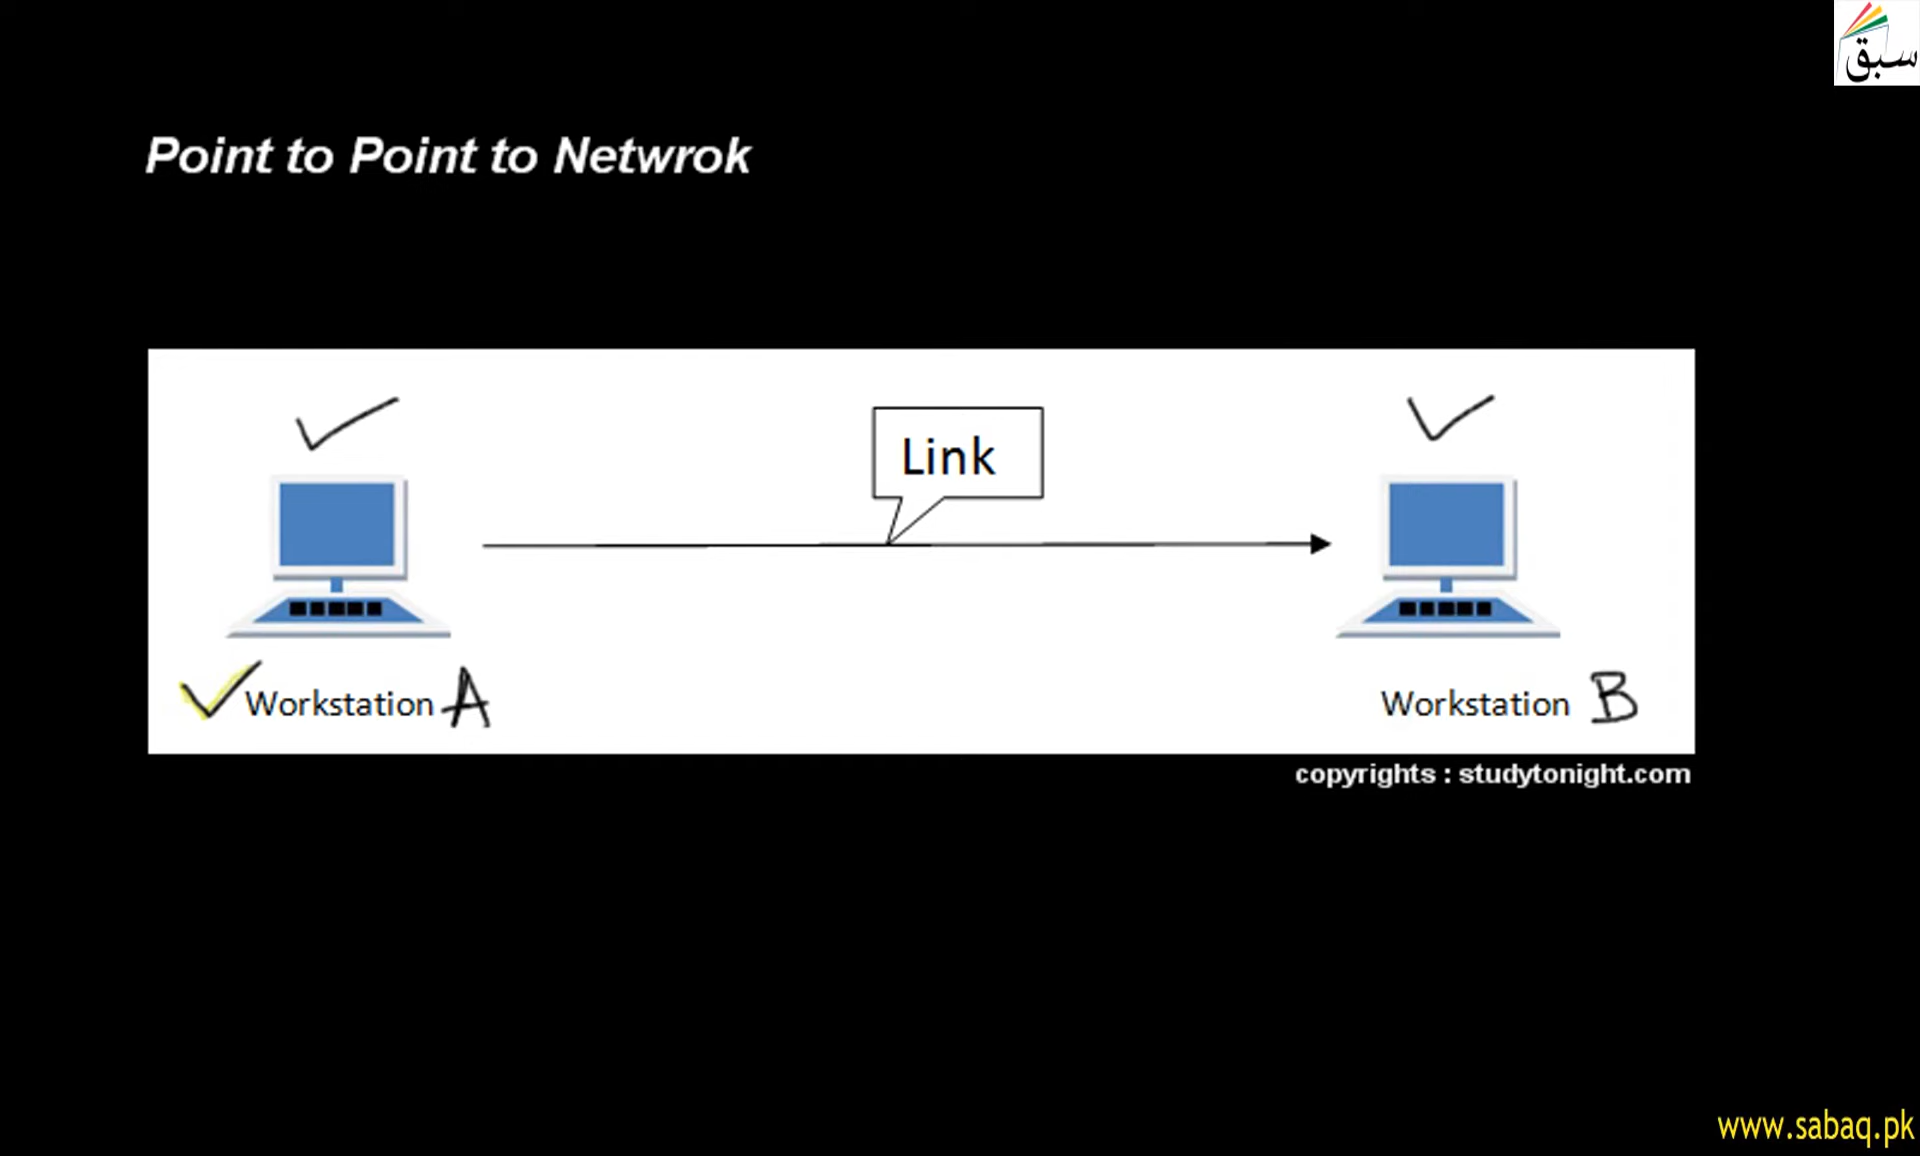 سبق
Point to Point to Netwrok
Link
Workstation A
Workstation B
copyrights : studytonight.com
www.sabaq.pk